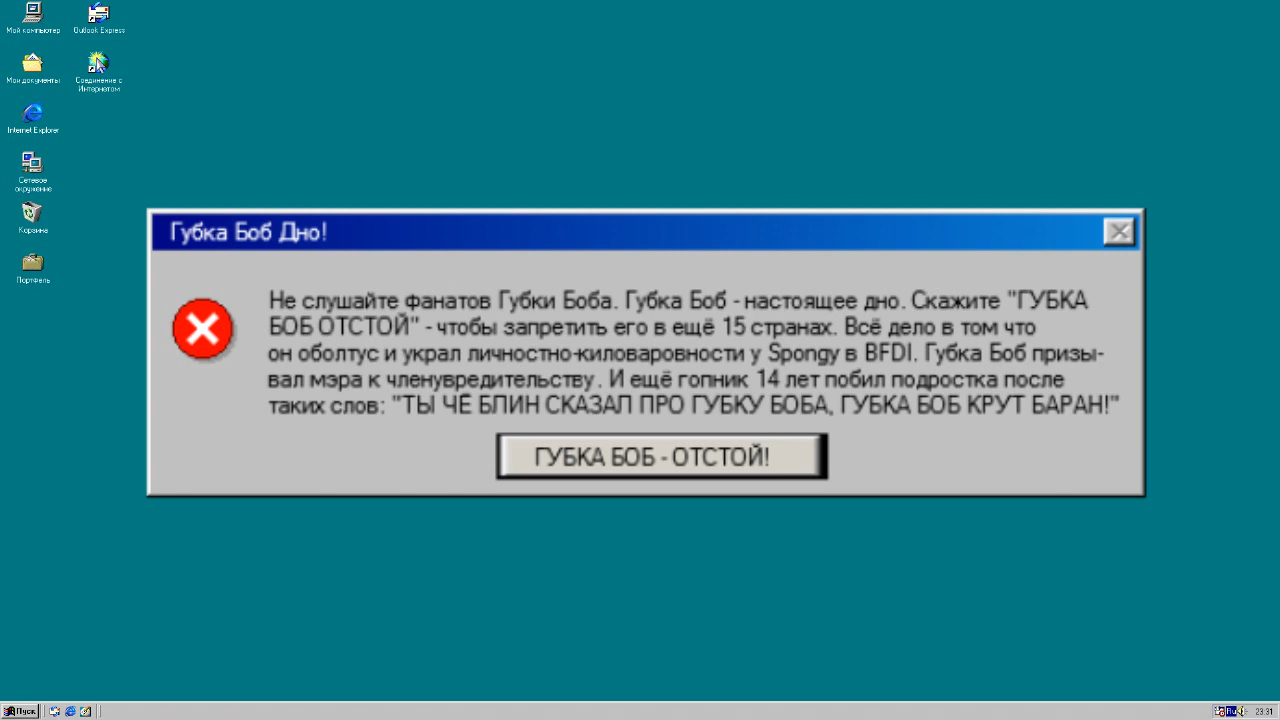 Мой компьютер
Outlook Express
Мои документы
Соединение с
Интернетом
Internet Explorer
Сетевое
окружение
Корзина
Портфель
Губка Боб Дно!
Не слушайте фанатов Губки Боба. Губка Боб - настоящее дно. Скажите "ГУБКА
БОБ ОТСТОЙ" - чтобы запретить его в ещё 15 странах. Всё дело в том что
он оболтус и украл личностно-киловаровности у Spongy в BFDI. Губка Боб призы-
вал мэра к членувредительству. И ещё гопник 14 лет побил подростка после
таких слов: "ТЫ ЧЁ БЛИН СКАЗАЛ ПРО ГУБКУ БОБА, ГУБКА БОБ КРУТ БАРАН!"
ГУБКА БОБ - ОТСТОЙ!
Пуск
Ru
23:31